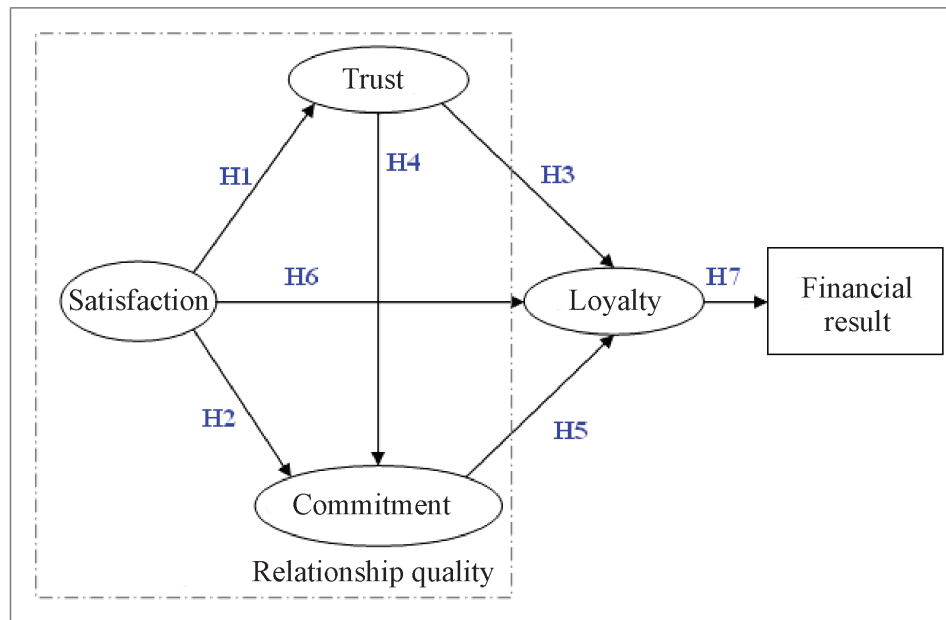 Trust
H1
H4
H3
Satisfaction
H6
Loyalty
H7
Financial
result
H2
H5
Commitment
Relationship quality